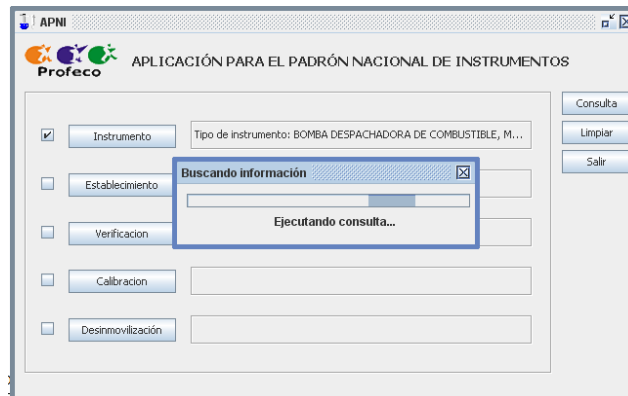 APNI
Profeco
APLICACIÓN PARA EL PADRÓN NACIONAL DE INSTRUMENTOS
Consulta
Limpiar
Salir
Instrumento
Tipo de instrumento: BOMBA DESPACHADORA DE COMBUSTIBLE, M...
Establecimiento
Buscando información
Ejecutando consulta...
Verificacion
Calibracion
Desinmovilización